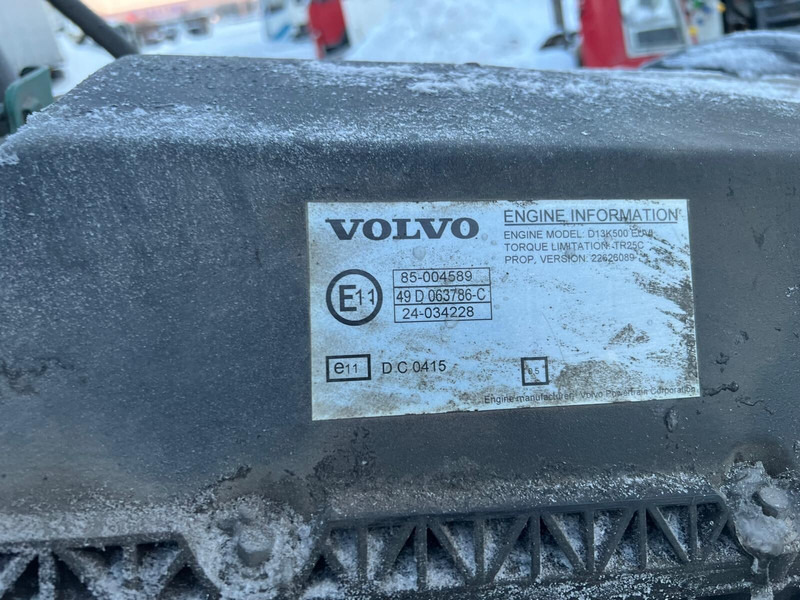 VOLVO
ENGINE INFORMATION
ENGINE MODEL: D13K500
TORQUE LIMITATION: TR25C
PROP, VERSION: 22626089
E11
85-004589
49 D 063786-C
24-034228
e11 D.C.0415
Engine manufacturer: Volvo Powertrain Corporation